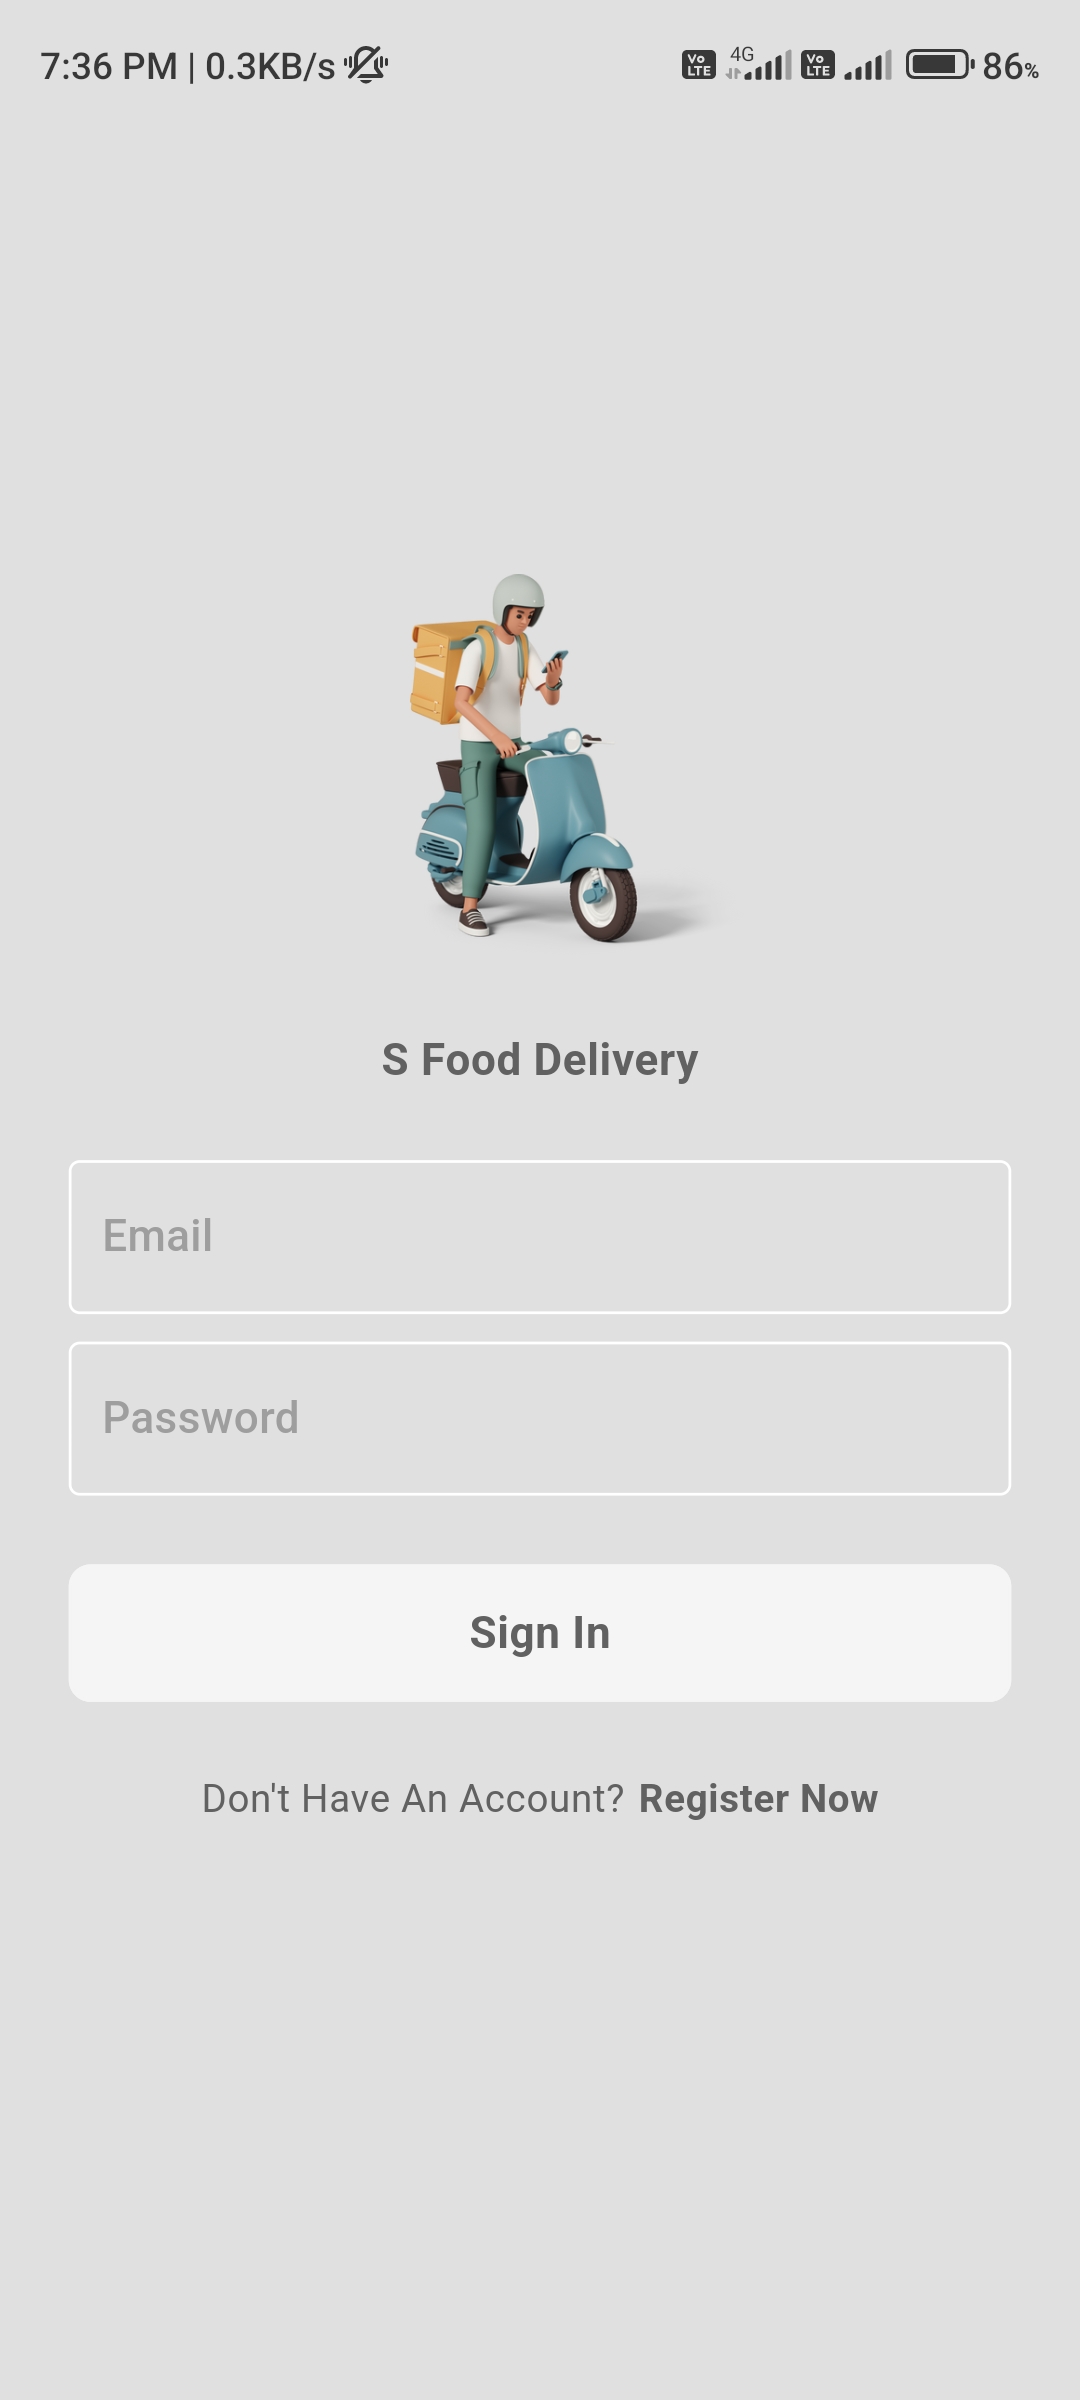 7:36 PM | 0.3KB/s Vo LTE 4G Vo LTE 86%
S Food Delivery
Email
Password
Sign In
Don't Have An Account? Register Now